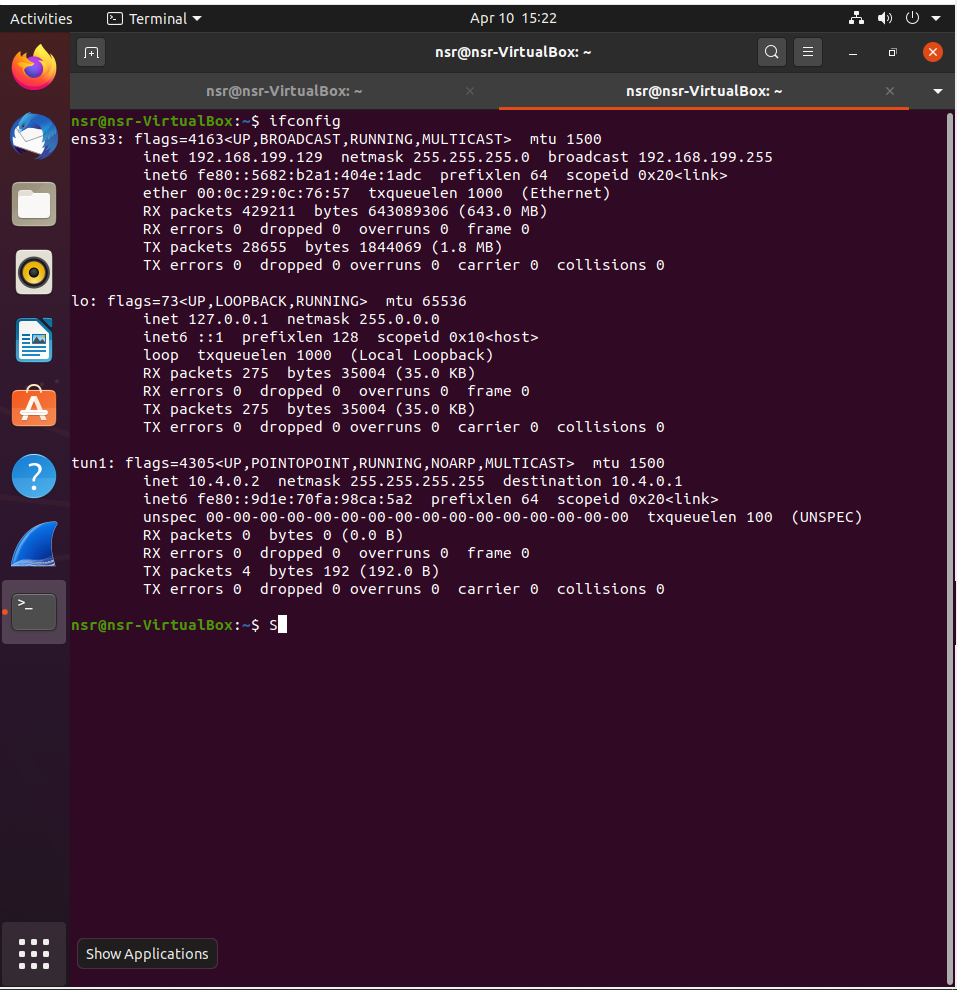 Activities Terminal Apr 10 15:22
nsr@nsr-VirtualBox: ~
nsr@nsr-VirtualBox: ~ nsr@nsr-VirtualBox: ~
nsr@nsr-VirtualBox:~$ ifconfig
ens33: flags=4163<UP,BROADCAST,RUNNING,MULTICAST>  mtu 1500
        inet 192.168.199.129  netmask 255.255.255.0  broadcast 192.168.199.255
        inet6 fe80::5682:b2a1:404e:1adc  prefixlen 64  scopeid 0x20<link>
        ether 00:0c:29:0c:76:57  txqueuelen 1000  (Ethernet)
        RX packets 429211  bytes 643089306 (643.0 MB)
        RX errors 0  dropped 0  overruns 0  frame 0
        TX packets 28655  bytes 1844069 (1.8 MB)
        TX errors 0  dropped 0 overruns 0  carrier 0  collisions 0
lo: flags=73<UP,LOOPBACK,RUNNING>  mtu 65536
        inet 127.0.0.1  netmask 255.0.0.0
        inet6 ::1  prefixlen 128  scopeid 0x10<host>
        loop  txqueuelen 1000  (Local Loopback)
        RX packets 275  bytes 35004 (35.0 KB)
        RX errors 0  dropped 0  overruns 0  frame 0
        TX packets 275  bytes 35004 (35.0 KB)
        TX errors 0  dropped 0 overruns 0  carrier 0  collisions 0
tun1: flags=4305<UP,POINTOPOINT,RUNNING,NOARP,MULTICAST>  mtu 1500
        inet 10.4.0.2  netmask 255.255.255.255  destination 10.4.0.1
        inet6 fe80::9d1e:70fa:98ca:5a2  prefixlen 64  scopeid 0x20<link>
        unspec 00-00-00-00-00-00-00-00-00-00-00-00-00-00-00-00  txqueuelen 100  (UNSPEC)
        RX packets 0  bytes 0 (0.0 B)
        RX errors 0  dropped 0  overruns 0  frame 0
        TX packets 4  bytes 192 (192.0 B)
        TX errors 0  dropped 0 overruns 0  carrier 0  collisions 0
nsr@nsr-VirtualBox:~$ S
Show Applications